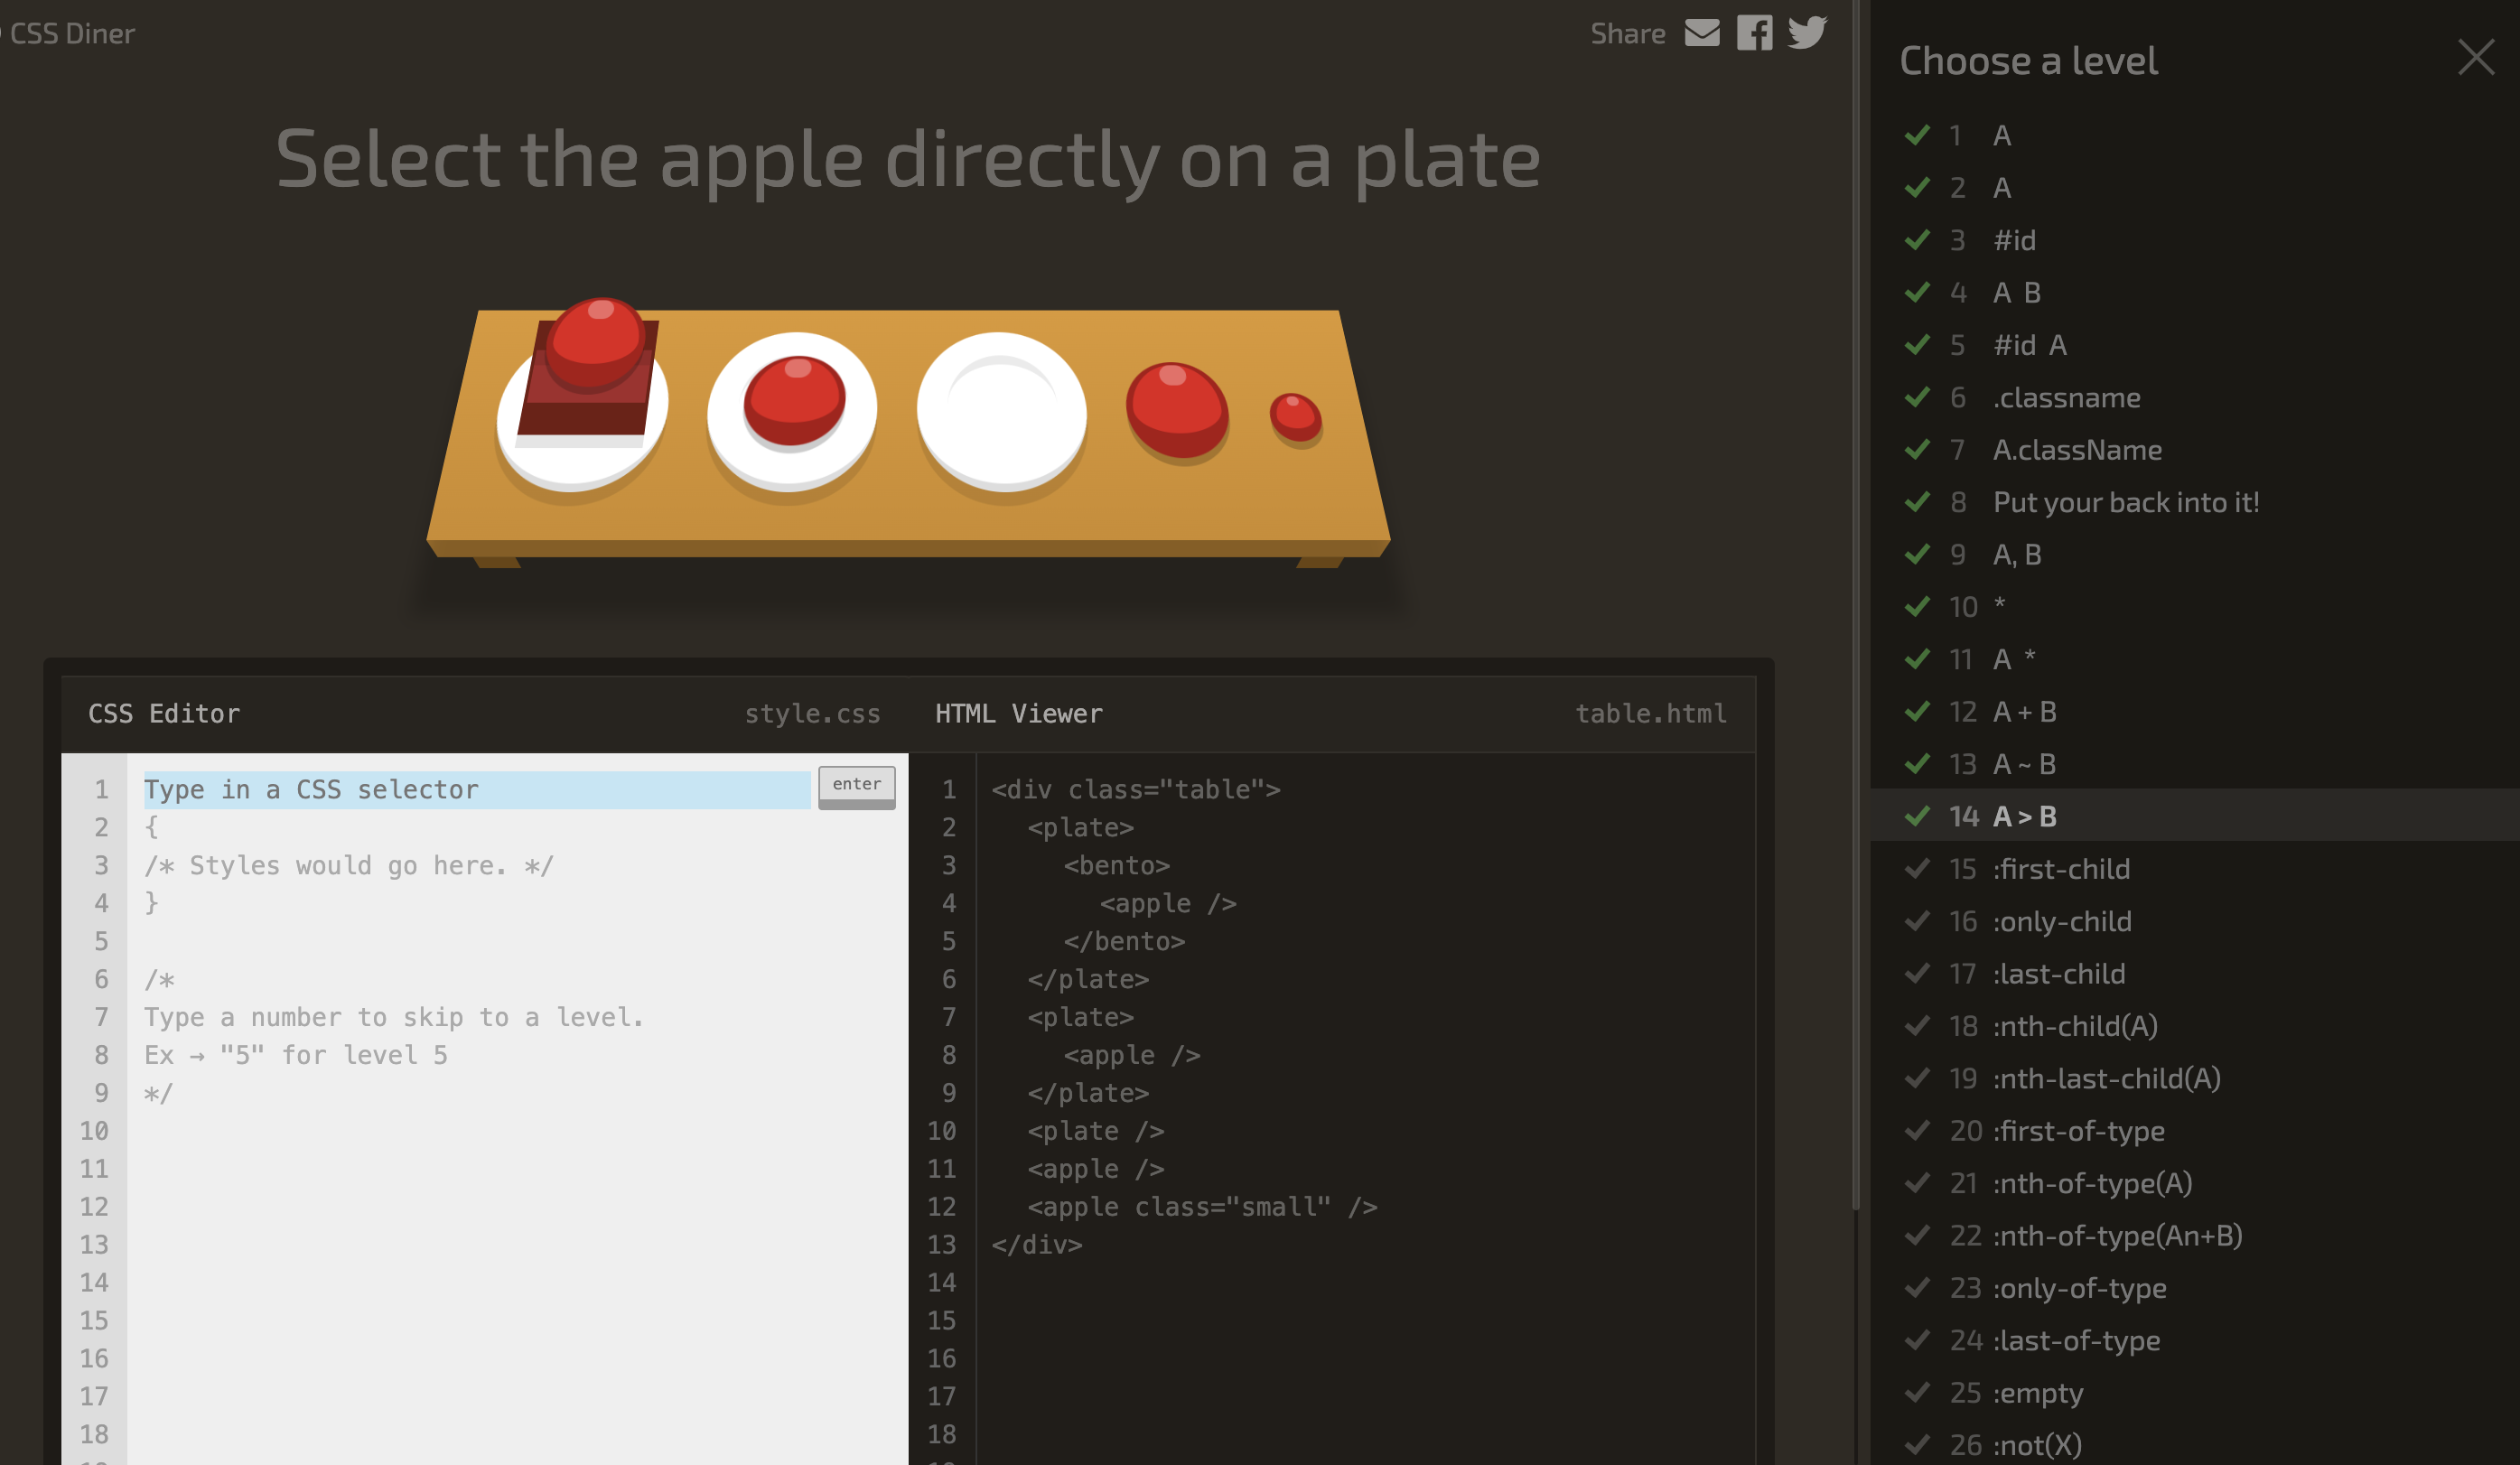 CSS Diner
Share
Select the apple directly on a plate
CSS Editor
style.css
1 Type in a CSS selector
enter
2 {
3 /* Styles would go here. */
4 }
5
6 /*
7 Type a number to skip to a level.
8 Ex → "5" for level 5
9 */
10
11
12
13
14
15
16
17
18
HTML Viewer
table.html
1 <div class="table">
2 <plate>
3 <bento>
4 <apple />
5 </bento>
6 </plate>
7 <plate>
8 <apple />
9 </plate>
10 <plate />
11 <apple />
12 <apple class="small" />
13 </div>
14
15
16
17
18
Choose a level
1 A
2 A
3 #id
4 A B
5 #id A
6 .classname
7 A.className
8 Put your back into it!
9 A, B
10 *
11 A *
12 A + B
13 A ~ B
14 A > B
15 :first-child
16 :only-child
17 :last-child
18 :nth-child(A)
19 :nth-last-child(A)
20 :first-of-type
21 :nth-of-type(A)
22 :nth-of-type(An+B)
23 :only-of-type
24 :last-of-type
25 :empty
26 :not(X)